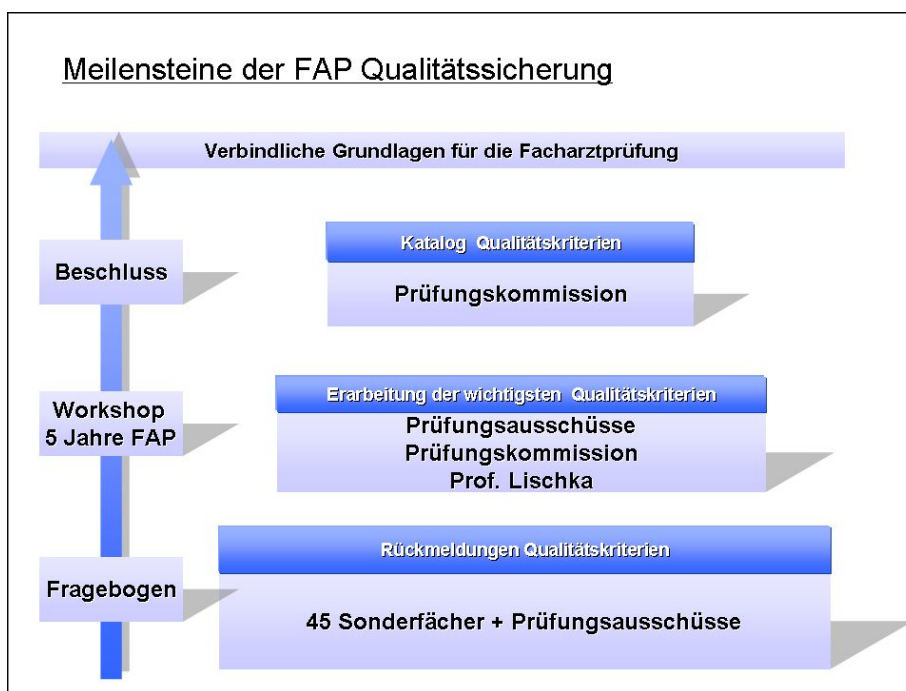 Meilensteine der FAP Qualitätssicherung
Verbindliche Grundlagen für die Facharztprüfung
Beschluss
Katalog Qualitätskriterien
Prüfungskommission
Workshop
5 Jahre FAP
Erarbeitung der wichtigsten Qualitätskriterien
Prüfungsausschüsse
Prüfungskommission
Prof. Lischka
Fragebogen
Rückmeldungen Qualitätskriterien
45 Sonderfächer + Prüfungsausschüsse